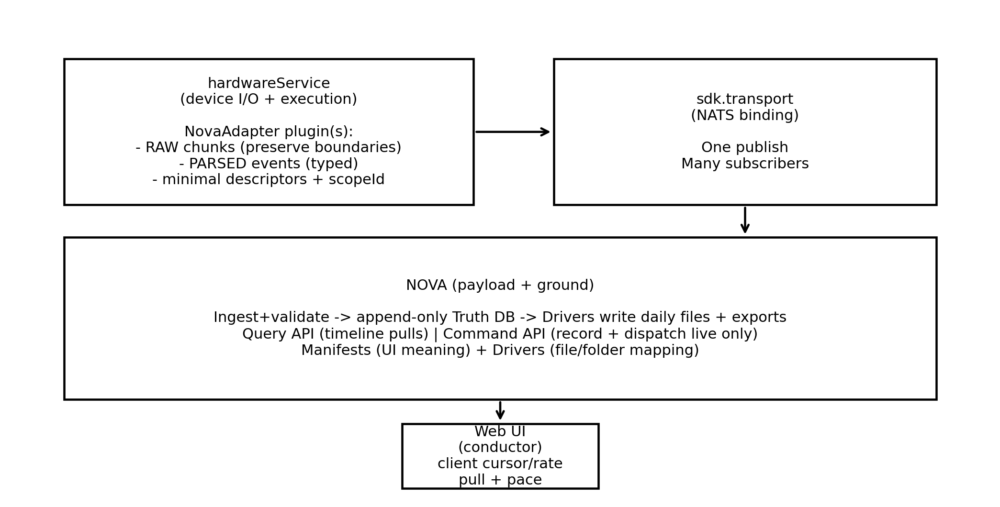 hardwareService
(device I/O + execution)
NovaAdapter plugin(s):
- RAW chunks (preserve boundaries)
- PARSED events (typed)
- minimal descriptors + scopeId
sdk.transport
(NATS binding)
One publish
Many subscribers
NOVA (payload + ground)
Ingest+validate -> append-only Truth DB -> Drivers write daily files + exports
Query API (timeline pulls) | Command API (record + dispatch live only)
Manifests (UI meaning) + Drivers (file/folder mapping)
Web UI
(conductor)
client cursor/rate
pull + pace